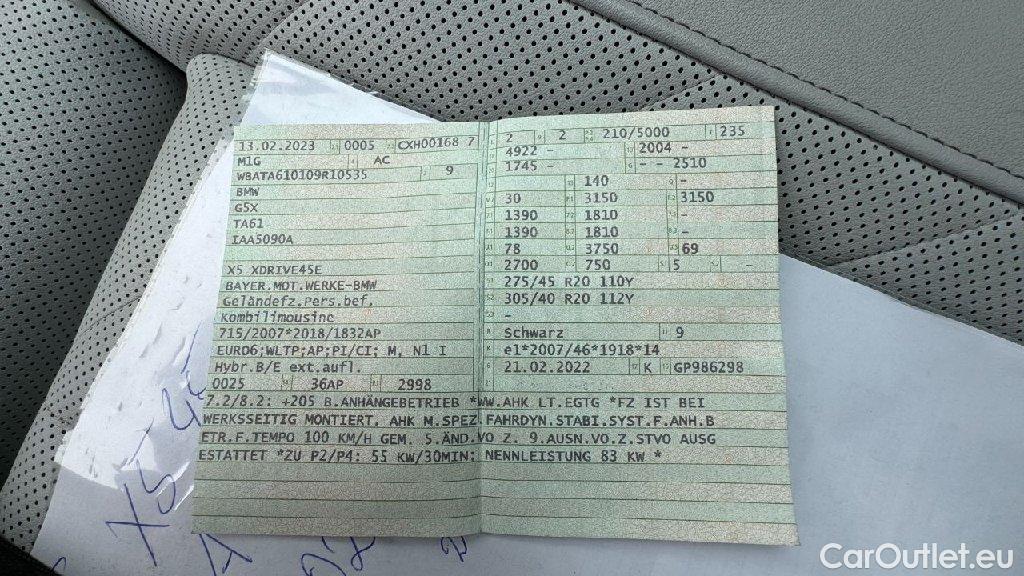 13.02.2023 0005 CXH00168 7
M1G AC
WBATA610109R10535 9
BMW
G5X
TA61
IAA5090A
X5 XDRIVE45E
BAYER.MOT.WERKE-BMW
Geländefz.Pers.bef.
Kombilimousine
715/2007*2018/1832AP
EURO6;WLTP;AP;PI/CI; M, N1 I
Hybr.B/E ext.aufl.
0025 36AP 2998
2 2 210/5000 235
4922 - 2004 -
1745 - - - 2510
140 -
30 3150 3150
1390 1810 -
1390 1810 -
78 3750 69
2700 750 5 -
275/45 R20 110Y
305/40 R20 112Y
-
Schwarz 9
e1*2007/46*1918*14
21.02.2022 K GP986298
7.2/8.2: +205 B.ANHÄNGEBETRIEB *WW.AHK LT.EGTG *FZ IST BEI
WERKSSEITIG MONTIERT. AHK M.SPEZ.FAHRDYN.STABI.SYST.F.ANH.B
ETR.F.TEMPO 100 KM/H GEM. 5.ÄND.VO Z. 9.AUSN.VO.Z.STVO AUSG
ESTATTET *ZU P2/P4: 55 KW/30MIN; NENNLEISTUNG 83 KW *
X5-45
CarOutlet.eu